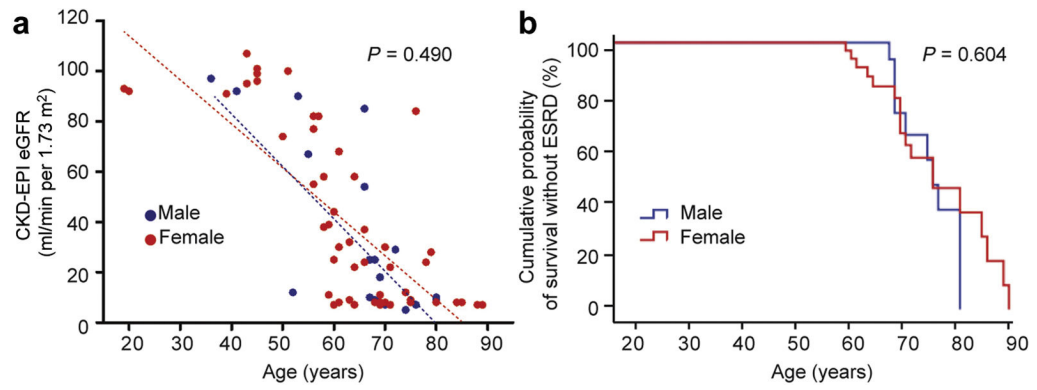 a
CKD-EPI eGFR
(ml/min per 1.73 m²)
120
100
80
60
40
20
0
P = 0.490
Male
Female
20 30 40 50 60 70 80 90
Age (years)
b
Cumulative probability
of survival without ESRD (%)
100
80
60
40
20
0
P = 0.604
Male
Female
20 30 40 50 60 70 80 90
Age (years)